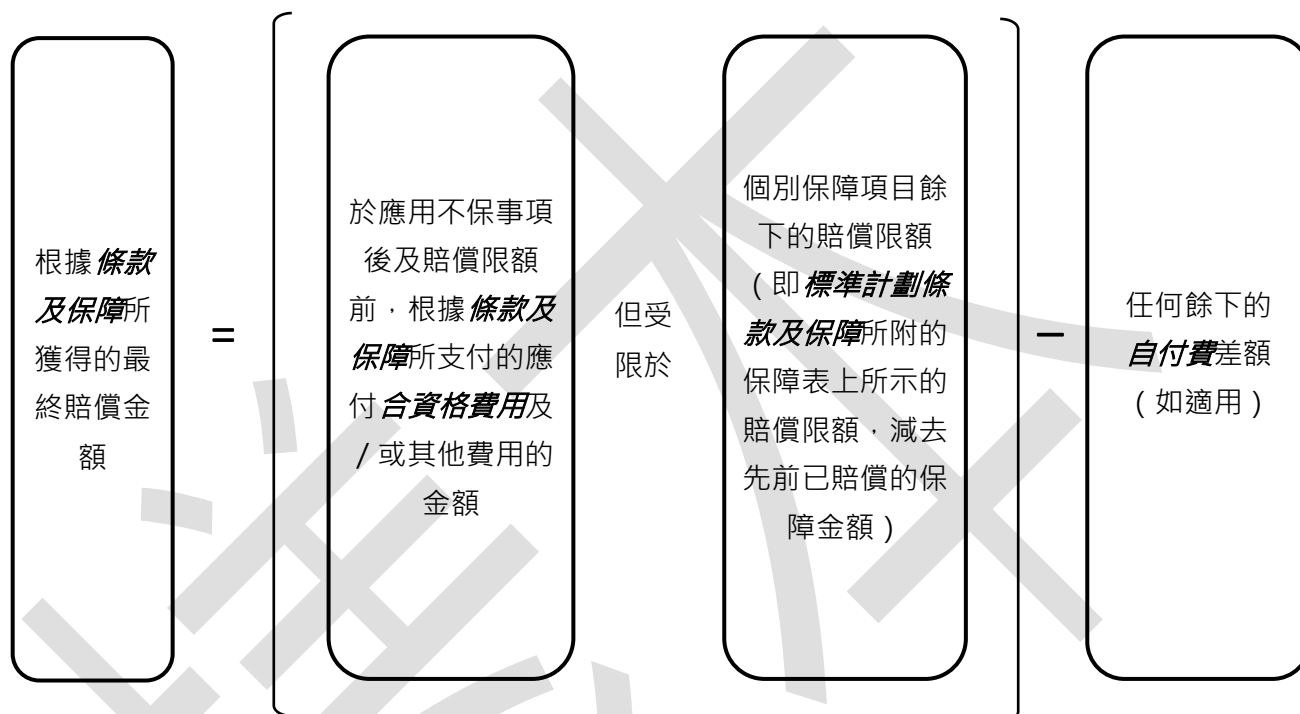 根據條款
及保障所
獲得的最
終賠償金
額
=
於應用不保事項
後及賠償限額
前，根據條款及
保障所支付的應
付合資格費用及
/ 或其他費用的
金額
但受
限於
個別保障項目餘
下的賠償限額
（即標準計劃條
款及保障所附的
保障表上所示的
賠償限額，減去
先前已賠償的保
障金額）
−
任何餘下的
自付費差額
（如適用）